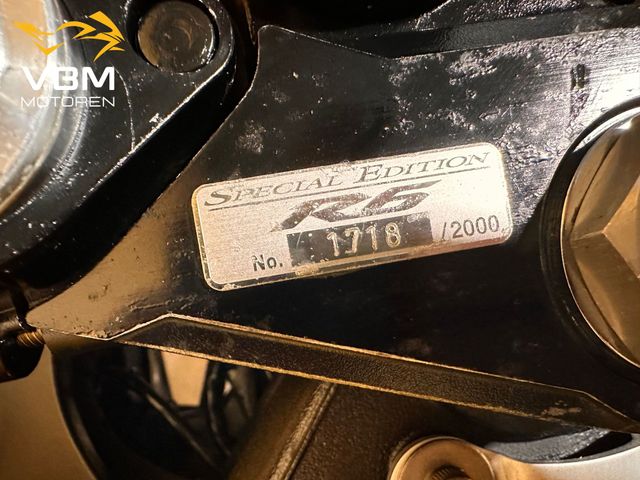 VBM
MOTOREN
SPECIAL EDITION
R6
No. 1718 /2000